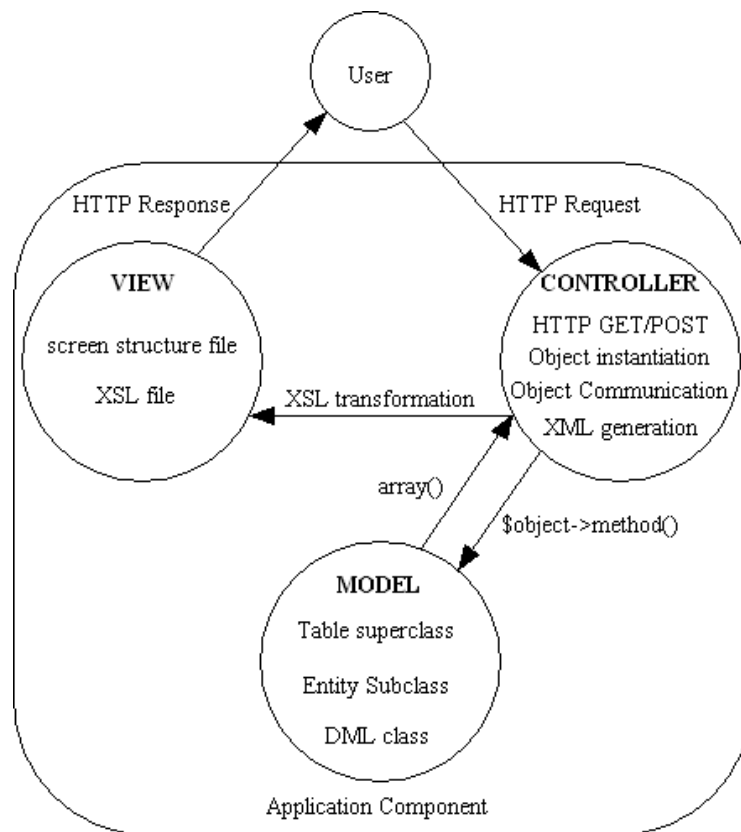 User
HTTP Response
HTTP Request
VIEW
screen structure file
XSL file
CONTROLLER
HTTP GET/POST
Object instantiation
Object Communication
XML generation
XSL transformation
array()
$object->method()
MODEL
Table superclass
Entity Subclass
DML class
Application Component